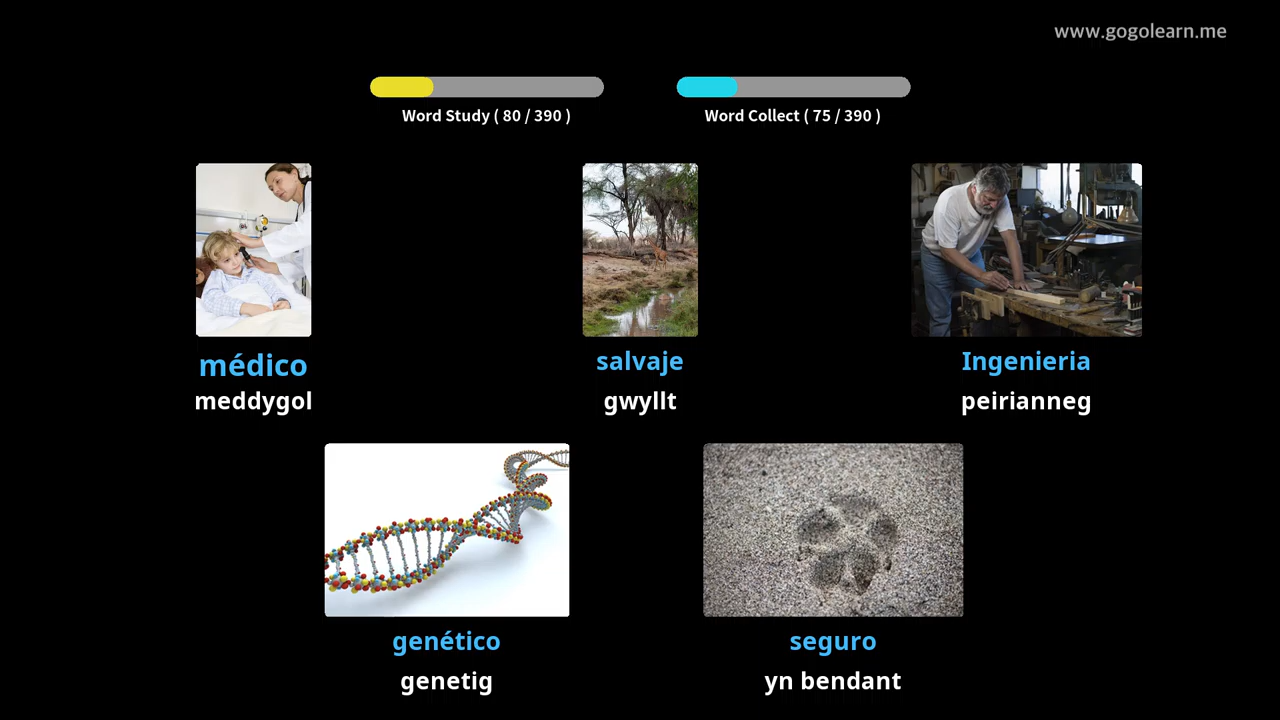 www.gogolearn.me
Word Study ( 80 / 390 )
Word Collect ( 75 / 390 )
médico
meddygol
salvaje
gwyllt
Ingenieria
peirianneg
genético
genetig
seguro
yn bendant